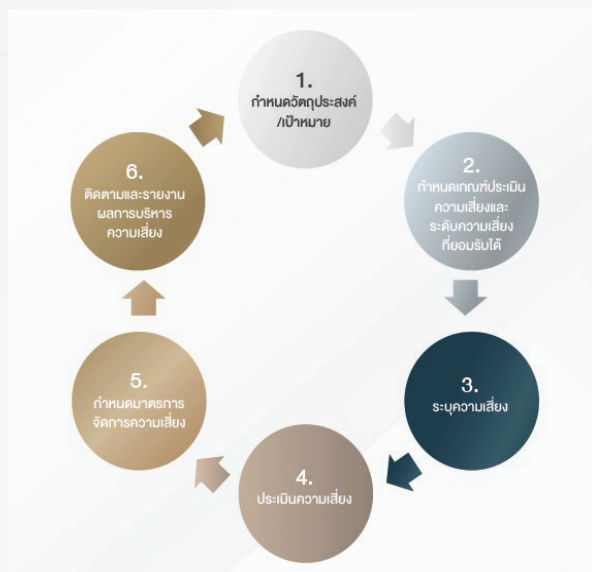 1.
กำหนดวัตถุประสงค์
/เป้าหมาย
2.
กำหนดเกณฑ์ประเมิน
ความเสี่ยงและ
ระดับความเสี่ยง
ที่ยอมรับได้
3.
ระบุความเสี่ยง
4.
ประเมินความเสี่ยง
5.
กำหนดมาตรการ
จัดการความเสี่ยง
6.
ติดตามและรายงาน
ผลการบริหาร
ความเสี่ยง